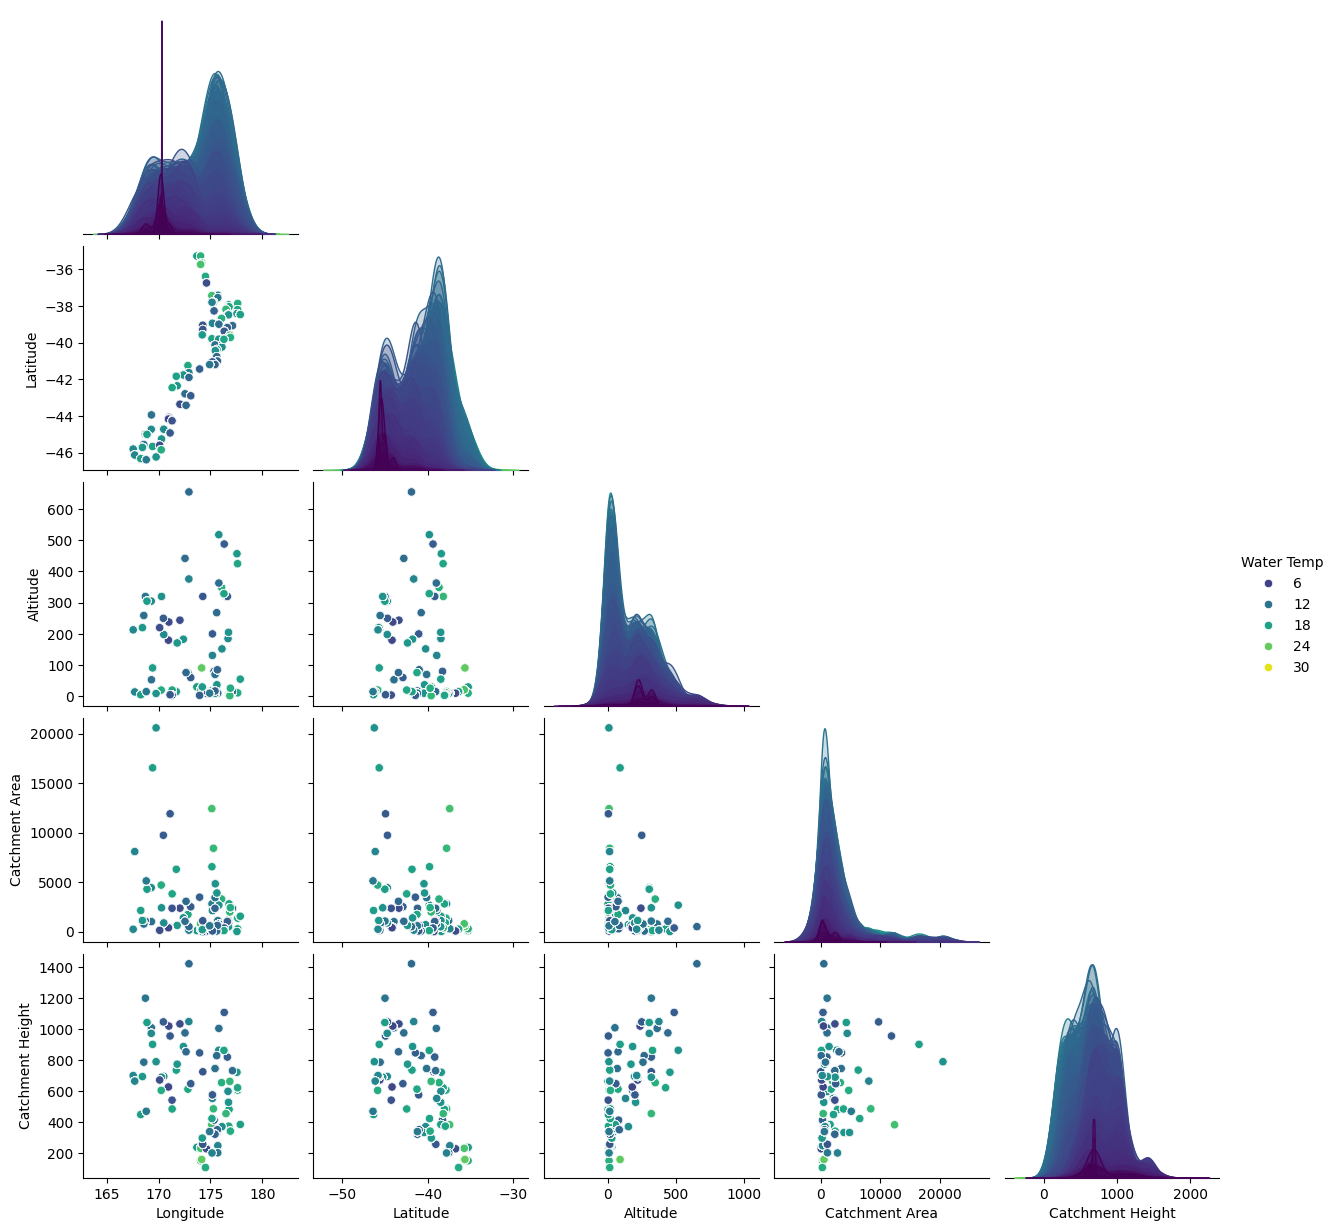 Latitude
−36
−38
−40
−42
−44
−46
Altitude
600
500
400
300
200
100
0
Water Temp
6
12
18
24
30
Catchment Area
20000
15000
10000
5000
0
Catchment Height
1400
1200
1000
800
600
400
200
165 170 175 180
−50 −40 −30
0 500 1000
0 10000 20000
0 1000 2000
Longitude
Latitude
Altitude
Catchment Area
Catchment Height